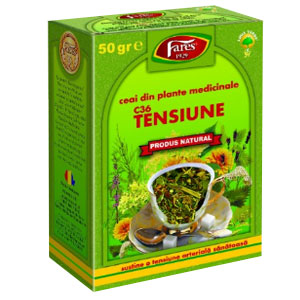 50 gr e
Fares
1929
ceai din plante medicinale
C36
TENSIUNE
PRODUS NATURAL
susține o tensiune arterială sănătoasă